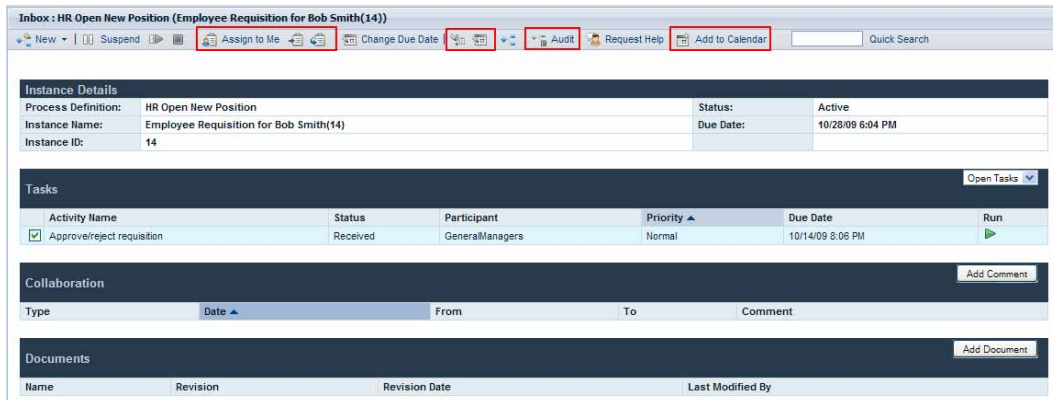 Inbox : HR Open New Position (Employee Requisition for Bob Smith(14))
New Suspend Assign to Me Change Due Date Audit Request Help Add to Calendar Quick Search
Instance Details
Process Definition: HR Open New Position Status: Active
Instance Name: Employee Requisition for Bob Smith(14) Due Date: 10/28/09 6:04 PM
Instance ID: 14
Tasks Open Tasks
Activity Name Status Participant Priority Due Date Run
Approve/reject requisition Received GeneralManagers Normal 10/14/09 8:06 PM
Collaboration Add Comment
Type Date From To Comment
Documents Add Document
Name Revision Revision Date Last Modified By